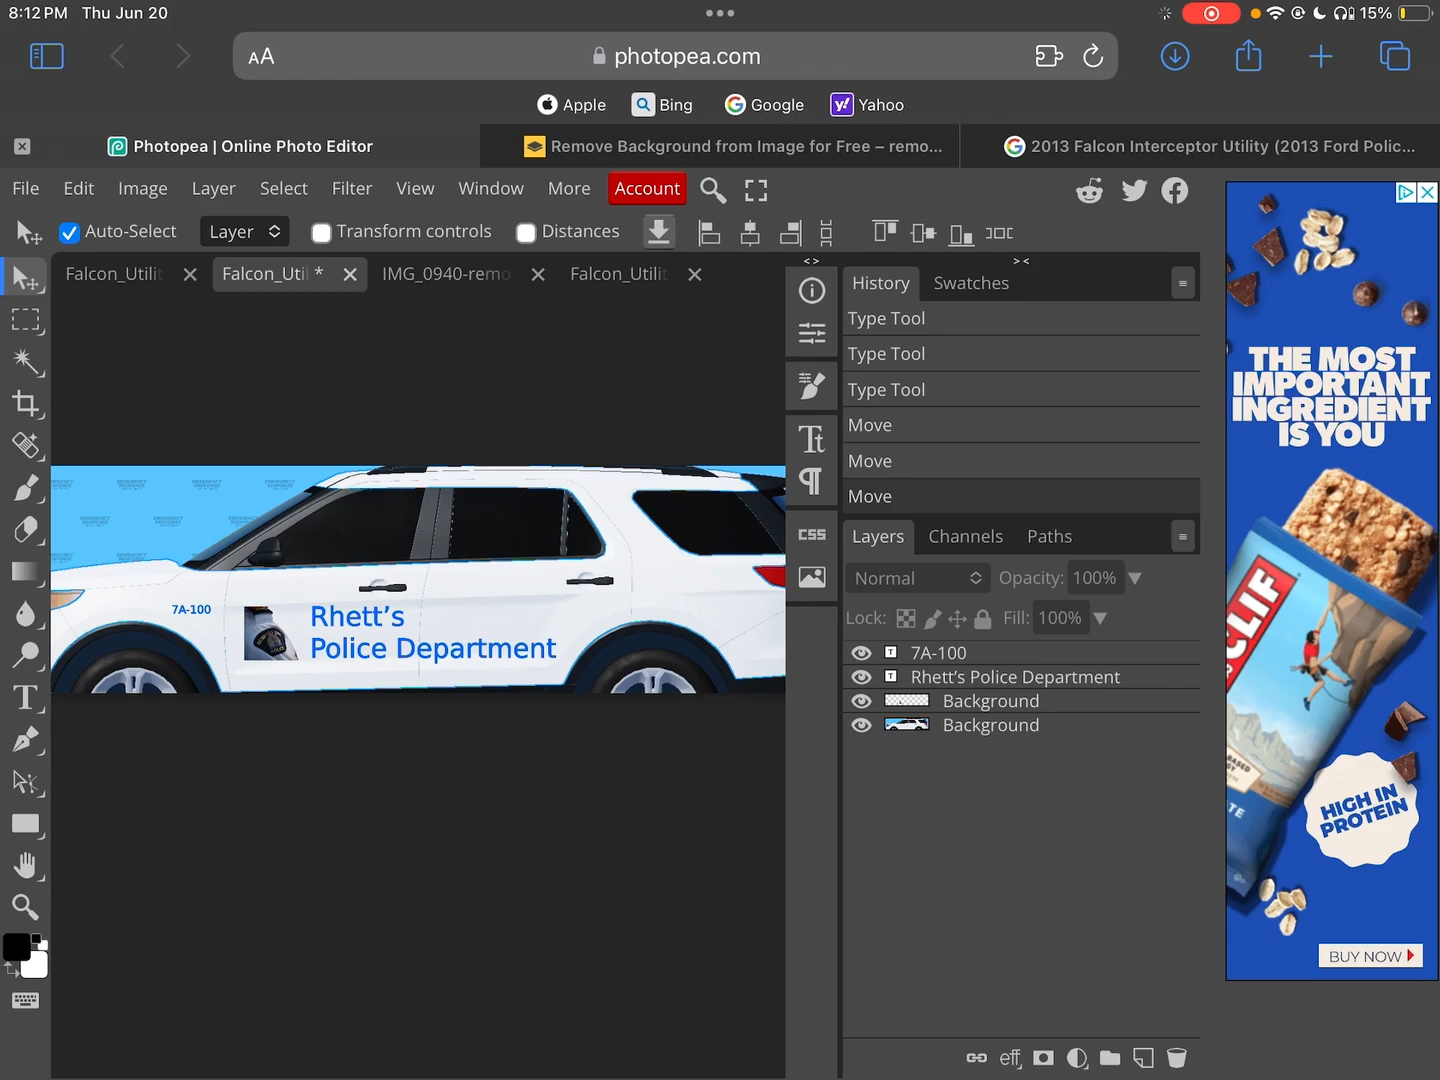 8:12 PM Thu Jun 20
15%
AA
photopea.com
Apple
Bing
Google
Yahoo
Photopea | Online Photo Editor
Remove Background from Image for Free – remo...
2013 Falcon Interceptor Utility (2013 Ford Polic...
File Edit Image Layer Select Filter View Window More Account
Auto-Select
Layer
Transform controls
Distances
Falcon_Utilit
Falcon_Util *
IMG_0940-remo
Falcon_Utilit
History
Swatches
Type Tool
Type Tool
Type Tool
Move
Move
Move
CSS
Layers
Channels
Paths
Normal
Opacity: 100%
Lock:
Fill: 100%
7A-100
Rhett’s Police Department
Background
Background
eff
7A-100
Rhett’s
Police Department
THE MOST
IMPORTANT
INGREDIENT
IS YOU
CLIF
HIGH IN
PROTEIN
BUY NOW